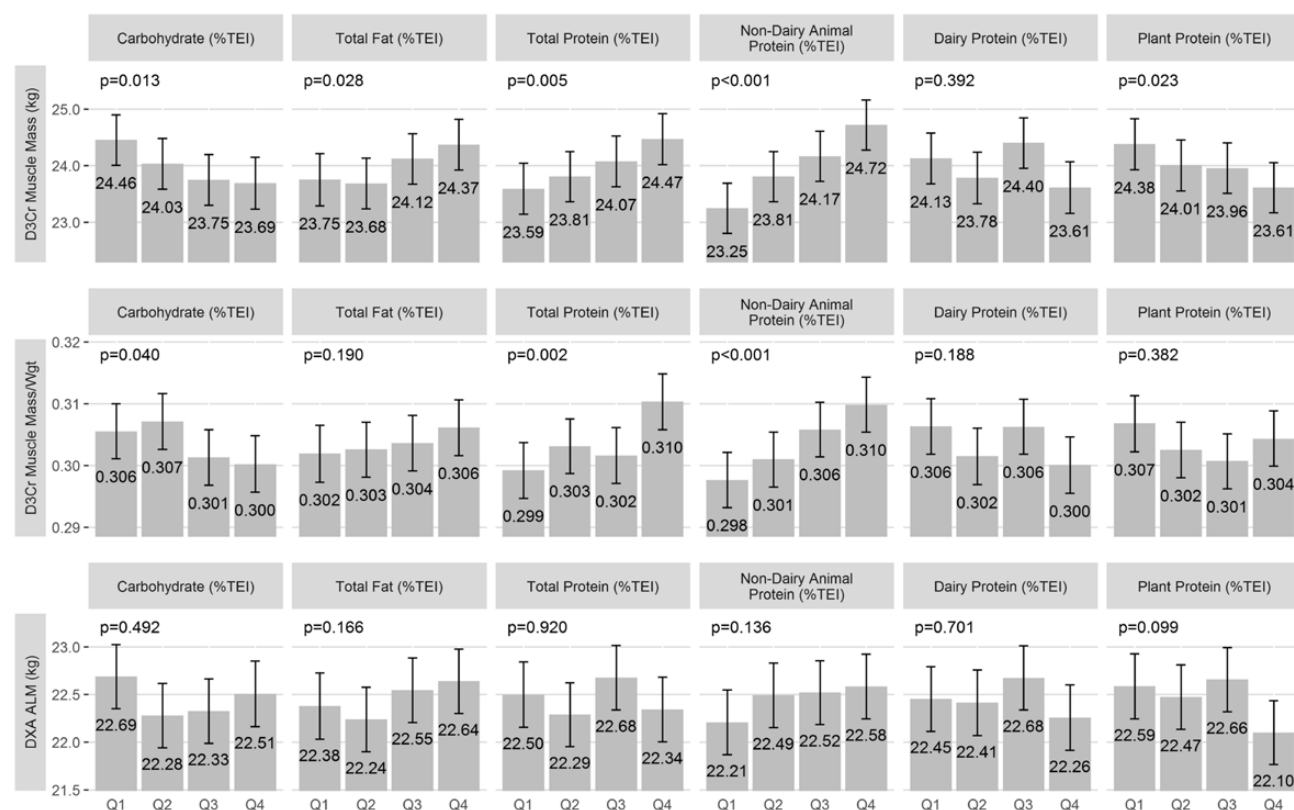 Carbohydrate (%TEI)
Total Fat (%TEI)
Total Protein (%TEI)
Non-Dairy Animal
Protein (%TEI)
Dairy Protein (%TEI)
Plant Protein (%TEI)
D3Cr Muscle Mass (kg)
p=0.013
p=0.028
p=0.005
p<0.001
p=0.392
p=0.023
25.0
24.0
23.0
24.46
24.03
23.75
23.69
23.75
23.68
24.12
24.37
23.59
23.81
24.07
24.47
23.25
23.81
24.17
24.72
24.13
23.78
24.40
23.61
24.38
24.01
23.96
23.61
Carbohydrate (%TEI)
Total Fat (%TEI)
Total Protein (%TEI)
Non-Dairy Animal
Protein (%TEI)
Dairy Protein (%TEI)
Plant Protein (%TEI)
D3Cr Muscle Mass/Wgt
p=0.040
p=0.190
p=0.002
p<0.001
p=0.188
p=0.382
0.32
0.31
0.30
0.29
0.306
0.307
0.301
0.300
0.302
0.303
0.304
0.306
0.299
0.303
0.302
0.310
0.298
0.301
0.306
0.310
0.306
0.302
0.306
0.300
0.307
0.302
0.301
0.304
Carbohydrate (%TEI)
Total Fat (%TEI)
Total Protein (%TEI)
Non-Dairy Animal
Protein (%TEI)
Dairy Protein (%TEI)
Plant Protein (%TEI)
DXA ALM (kg)
p=0.492
p=0.166
p=0.920
p=0.136
p=0.701
p=0.099
23.0
22.5
22.0
21.5
22.69
22.28
22.33
22.51
22.38
22.24
22.55
22.64
22.50
22.29
22.68
22.34
22.21
22.49
22.52
22.58
22.45
22.41
22.68
22.26
22.59
22.47
22.66
22.10
Q1 Q2 Q3 Q4
Q1 Q2 Q3 Q4
Q1 Q2 Q3 Q4
Q1 Q2 Q3 Q4
Q1 Q2 Q3 Q4
Q1 Q2 Q3 Q4